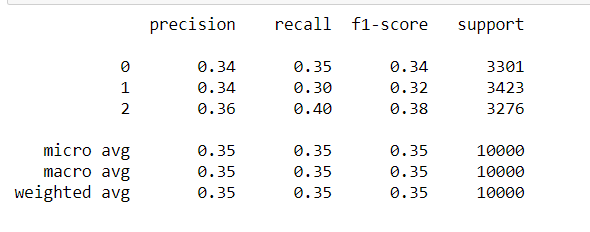 precision recall f1-score support
0 0.34 0.35 0.34 3301
1 0.34 0.30 0.32 3423
2 0.36 0.40 0.38 3276
micro avg 0.35 0.35 0.35 10000
macro avg 0.35 0.35 0.35 10000
weighted avg 0.35 0.35 0.35 10000